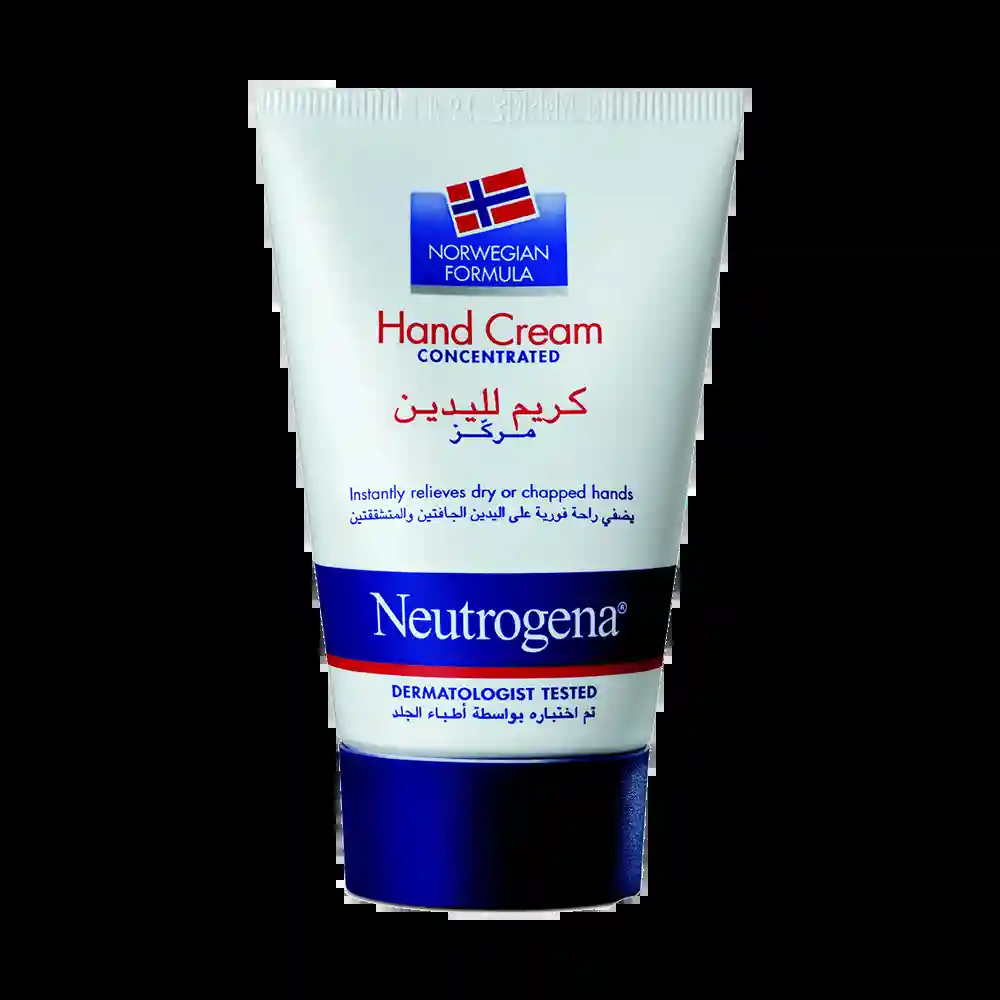 NORWEGIAN
FORMULA
Hand Cream
CONCENTRATED
كريم لليدين
مركّز
Instantly relieves dry or chapped hands
يضفي راحة فورية على اليدين الجافتين والمتشققتين
Neutrogena®
DERMATOLOGIST TESTED
تم اختباره بواسطة أطباء الجلد